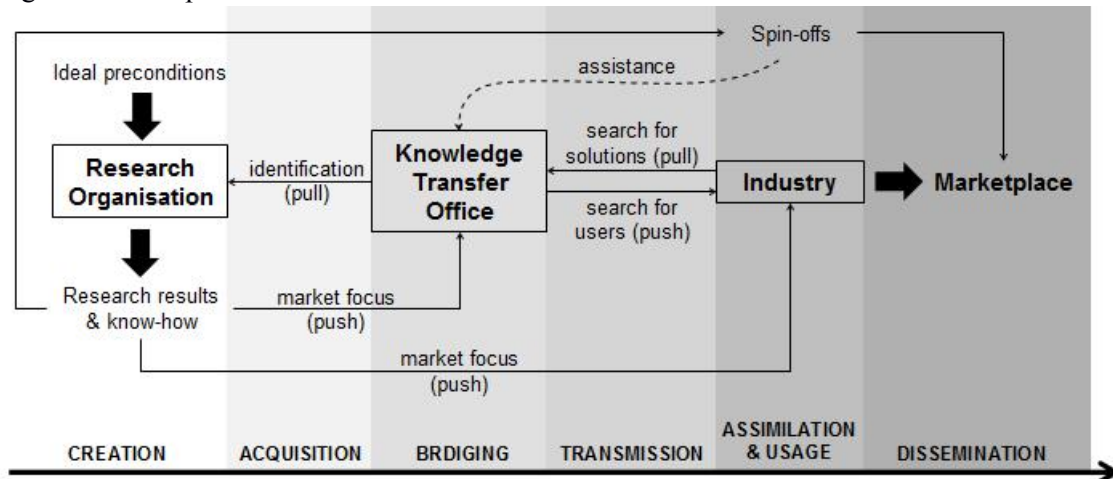 Spin-offs
Ideal preconditions
assistance
Research
Organisation
identification
(pull)
Knowledge
Transfer
Office
search for
solutions (pull)
search for
users (push)
Industry
Marketplace
Research results
& know-how
market focus
(push)
market focus
(push)
CREATION
ACQUISITION
BRDIGING
TRANSMISSION
ASSIMILATION
& USAGE
DISSEMINATION